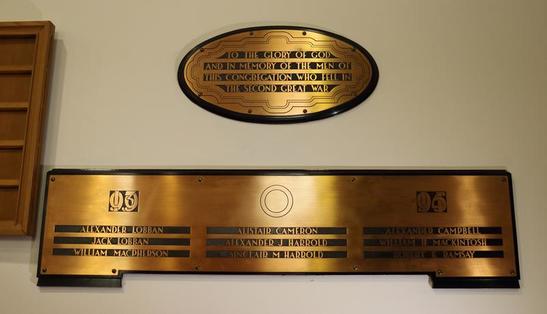 TO THE GLORY OF GOD
AND IN MEMORY OF THE MEN OF
THIS CONGREGATION WHO FELL IN
THE SECOND GREAT WAR
ALEXANDER LOBBAN
JACK LOBBAN
WILLIAM MACPHERSON
ALISTAIR CAMERON
ALEXANDER J HARROLD
SINCLAIR M HARROLD
ALEXANDER CAMPBELL
WILLIAM H MACKINTOSH
ROBERT RAMSAY